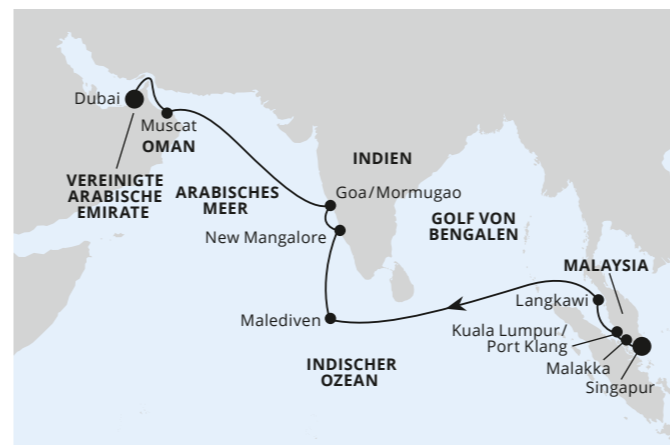 Dubai
Muscat
OMAN
VEREINIGTE
ARABISCHE
EMIRATE
ARABISCHES
MEER
INDIEN
Goa/Mormugao
New Mangalore
GOLF VON
BENGALEN
MALAYSIA
Langkawi
Malediven
Kuala Lumpur/
Port Klang
Malakka
Singapur
INDISCHER
OZEAN